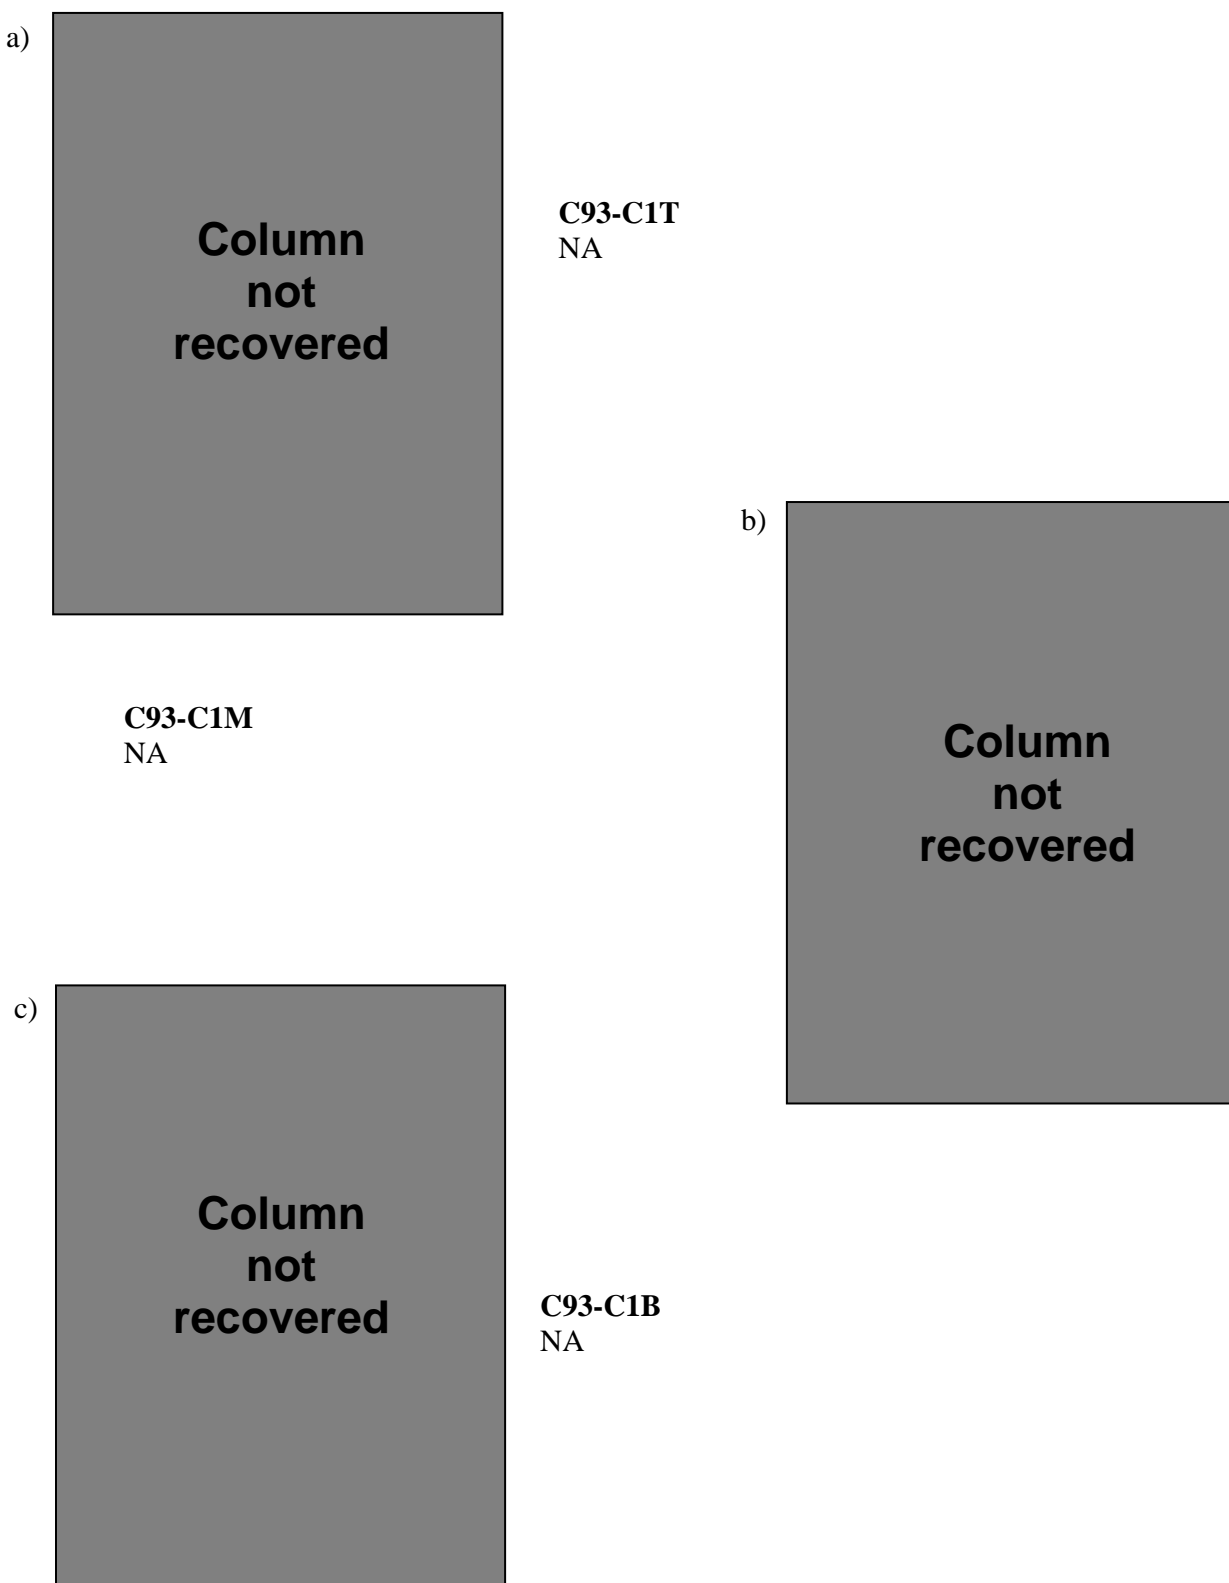 a)
Column
not
recovered
C93-C1T
NA
b)
Column
not
recovered
C93-C1M
NA
c)
Column
not
recovered
C93-C1B
NA